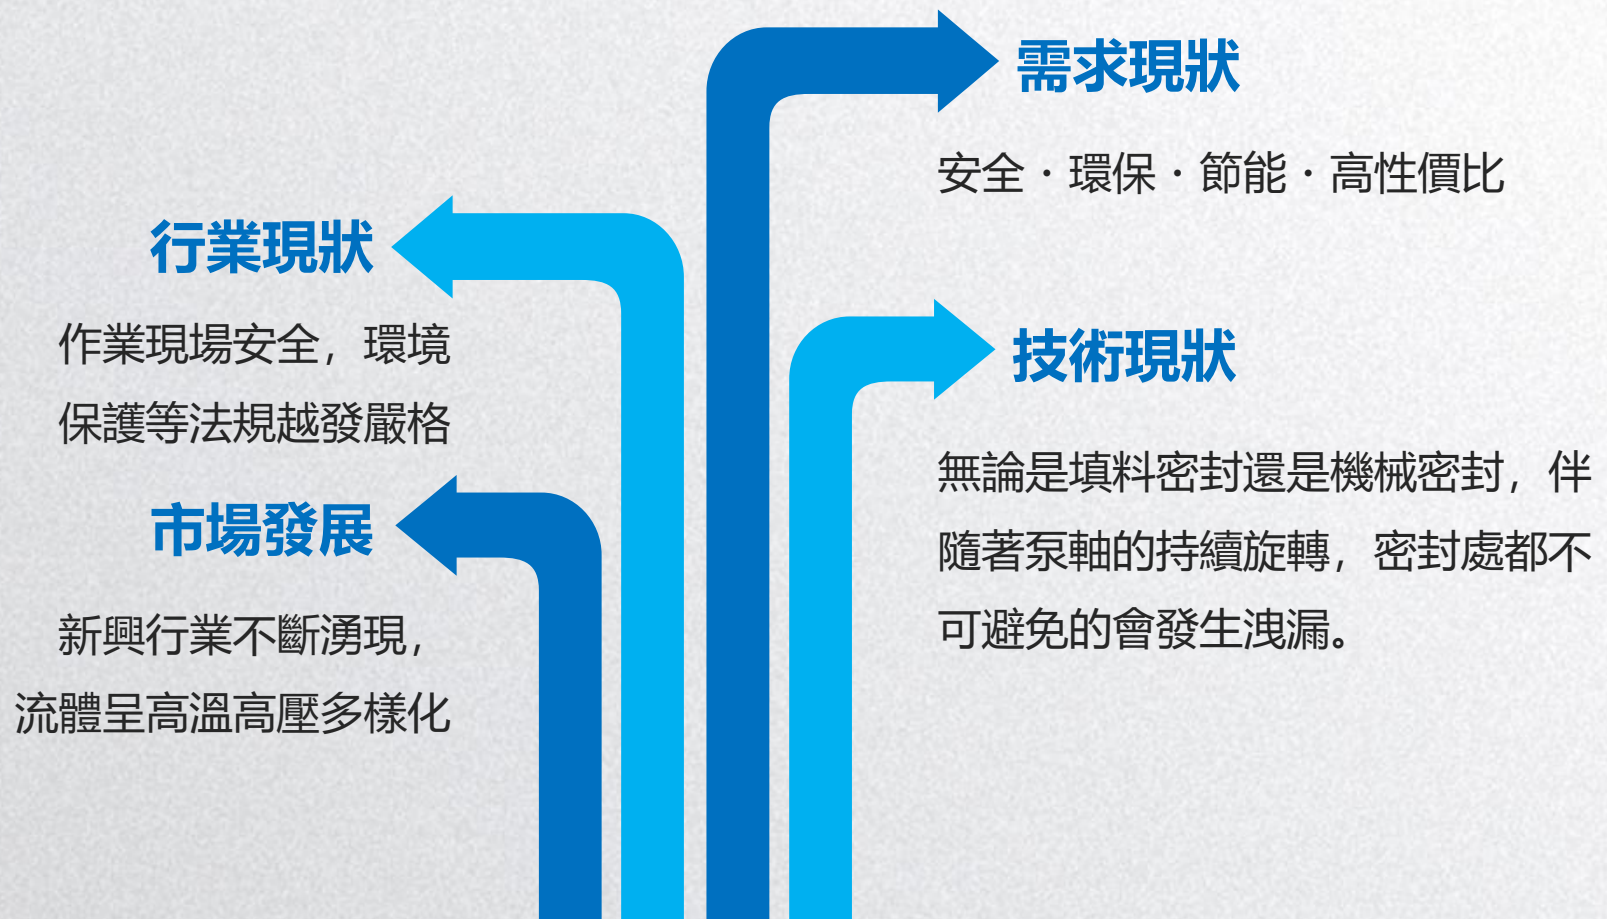 需求現狀
安全·環保·節能·高性價比
行業現狀
作業現場安全，環境
保護等法規越發嚴格
技術現狀
無論是填料密封還是機械密封，伴
隨著泵軸的持續旋轉，密封處都不
可避免的會發生洩漏。
市場發展
新興行業不斷湧現，
流體呈高溫高壓多樣化